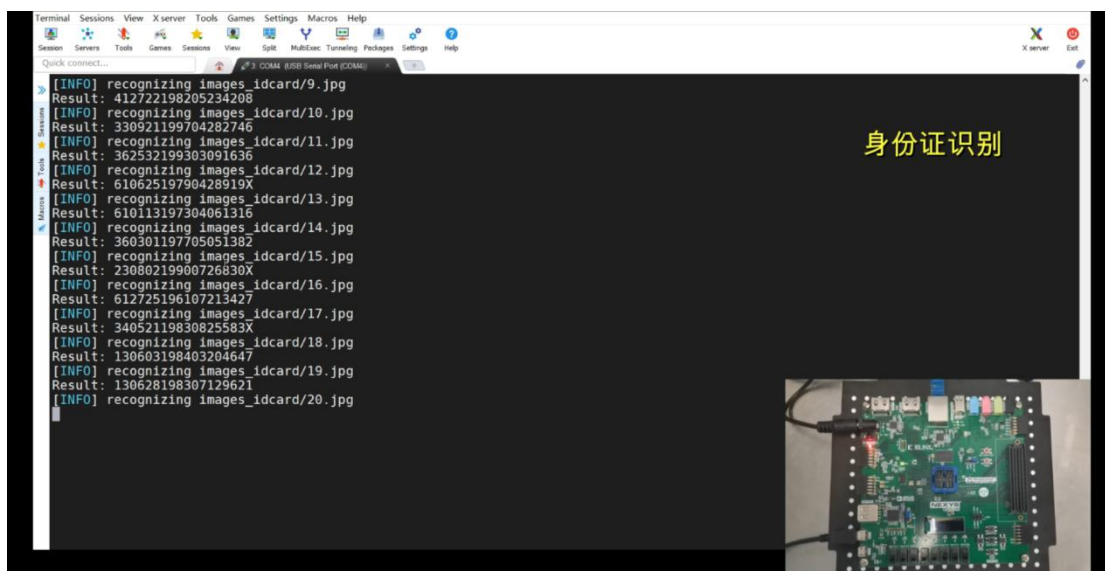 Terminal Sessions View X server Tools Games Settings Macros Help
Session Servers Tools Games Sessions View Split MultiExec Tunneling Packages Settings Help X server Exit
Quick connect...
3. COM4 (USB Serial Port (COM4))
[INFO] recognizing images_idcard/9.jpg
Result: 412722198205234208
[INFO] recognizing images_idcard/10.jpg
Result: 330921199704282746
[INFO] recognizing images_idcard/11.jpg
Result: 362532199303091636
[INFO] recognizing images_idcard/12.jpg
Result: 61062519790428919X
[INFO] recognizing images_idcard/13.jpg
Result: 610113197304061316
[INFO] recognizing images_idcard/14.jpg
Result: 360301197705051382
[INFO] recognizing images_idcard/15.jpg
Result: 23080219900726830X
[INFO] recognizing images_idcard/16.jpg
Result: 612725196107213427
[INFO] recognizing images_idcard/17.jpg
Result: 34052119830825583X
[INFO] recognizing images_idcard/18.jpg
Result: 130603198403204647
[INFO] recognizing images_idcard/19.jpg
Result: 130628198307129621
[INFO] recognizing images_idcard/20.jpg
Sessions
Tools
Macros
身份证识别
NEXYS